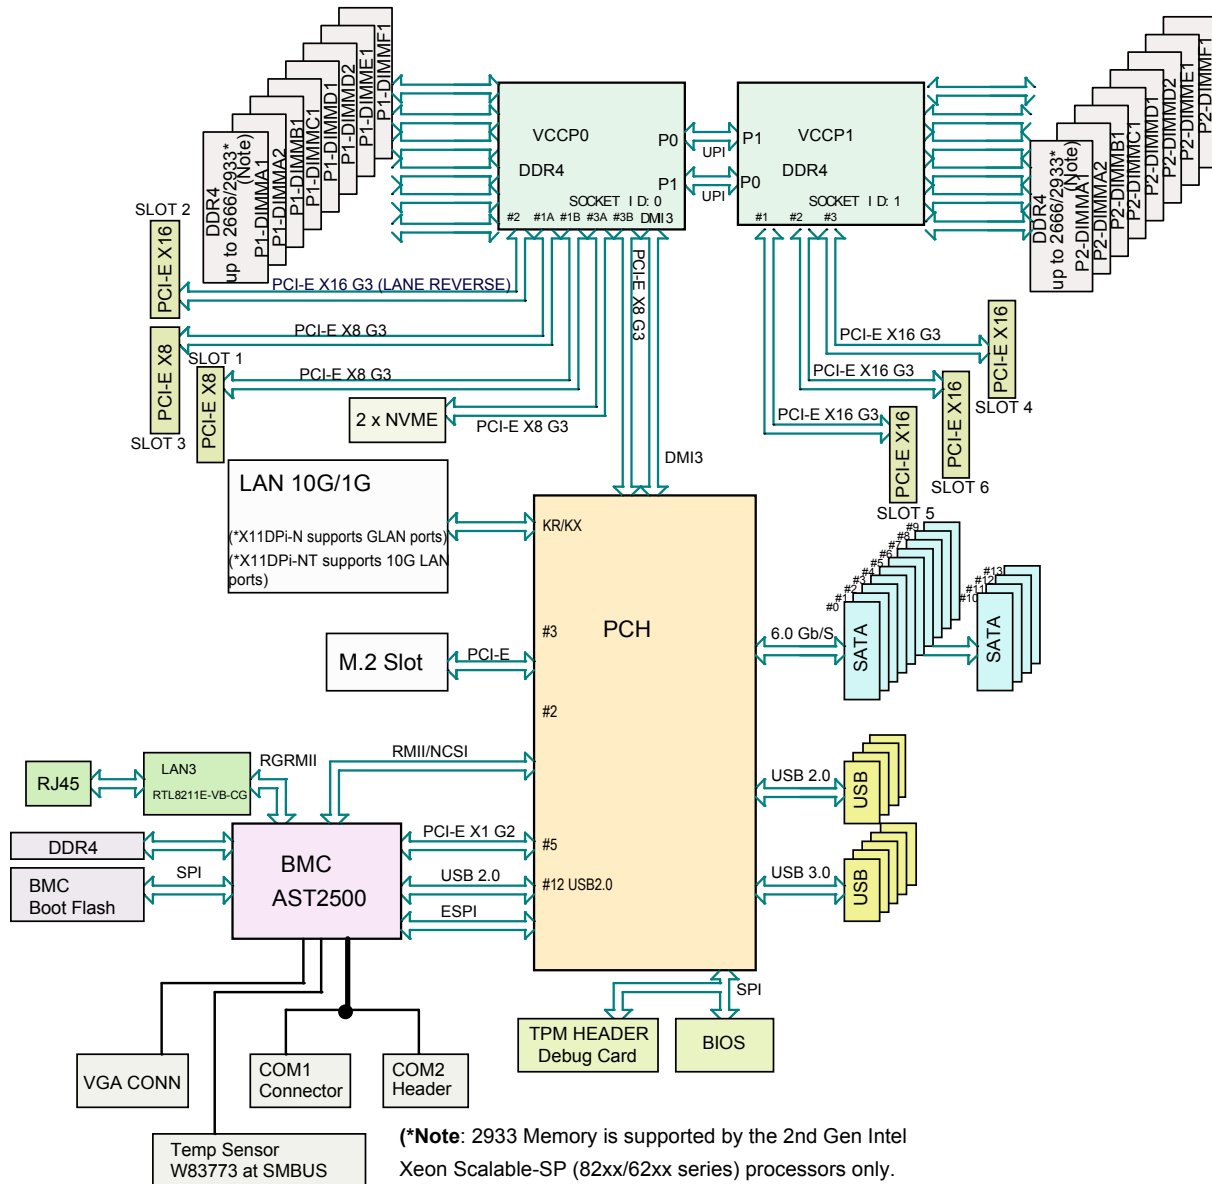 P1-DIMMF1
P1-DIMME1
P1-DIMMD2
P1-DIMMD1
P1-DIMMC1
P1-DIMMB1
P1-DIMMA2
P1-DIMMA1
DDR4
up to 2666/2933*
(Note)
VCCP0
DDR4
P0
P1
SOCKET ID: 0
#2 #1A #1B #3A #3B DMI3
UPI
UPI
VCCP1
DDR4
P1
P0
SOCKET ID: 1
#1 #2 #3
P2-DIMMF1
P2-DIMME1
P2-DIMMD2
P2-DIMMD1
P2-DIMMC1
P2-DIMMB1
P2-DIMMA2
P2-DIMMA1
DDR4
up to 2666/2933*
(Note)
SLOT 2
PCI-E X16
PCI-E X16 G3 (LANE REVERSE)
PCI-E X8
SLOT 3
PCI-E X8 G3
SLOT 1
PCI-E X8
PCI-E X8 G3
2 x NVME
PCI-E X8 G3
PCI-E X8 G3
DMI3
PCI-E X16 G3
PCI-E X16
SLOT 4
PCI-E X16 G3
PCI-E X16
SLOT 6
PCI-E X16 G3
PCI-E X16
SLOT 5
LAN 10G/1G
(*X11DPi-N supports GLAN ports)
(*X11DPi-NT supports 10G LAN
ports)
KR/KX
PCH
#3
M.2 Slot
PCI-E
#2
6.0 Gb/S
#9
#8
#7
#6
#5
#4
#3
#2
#1
#0
SATA
#13
#12
#11
#10
SATA
RMII/NCSI
RJ45
LAN3
RTL8211E-VB-CG
RGRMII
USB 2.0
USB
DDR4
SPI
BMC
Boot Flash
BMC
AST2500
PCI-E X1 G2
#5
USB 2.0
#12 USB2.0
ESPI
USB 3.0
USB
SPI
TPM HEADER
Debug Card
BIOS
VGA CONN
COM1
Connector
COM2
Header
Temp Sensor
W83773 at SMBUS
(*Note: 2933 Memory is supported by the 2nd Gen Intel
Xeon Scalable-SP (82xx/62xx series) processors only.